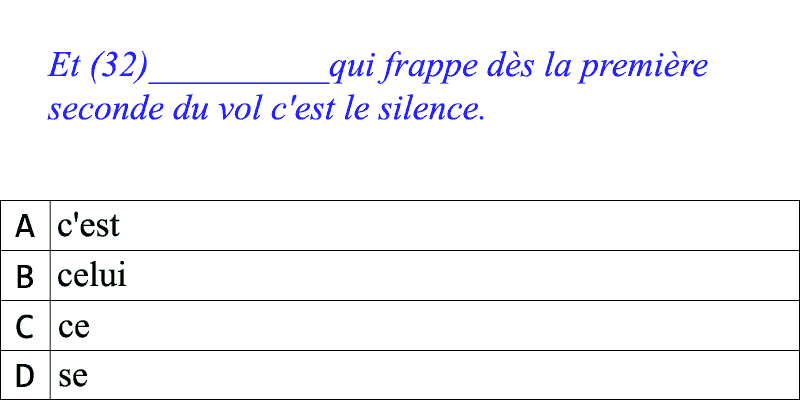 Et (32)__________qui frappe dès la première
seconde du vol c'est le silence.
A c'est
B celui
C ce
D se